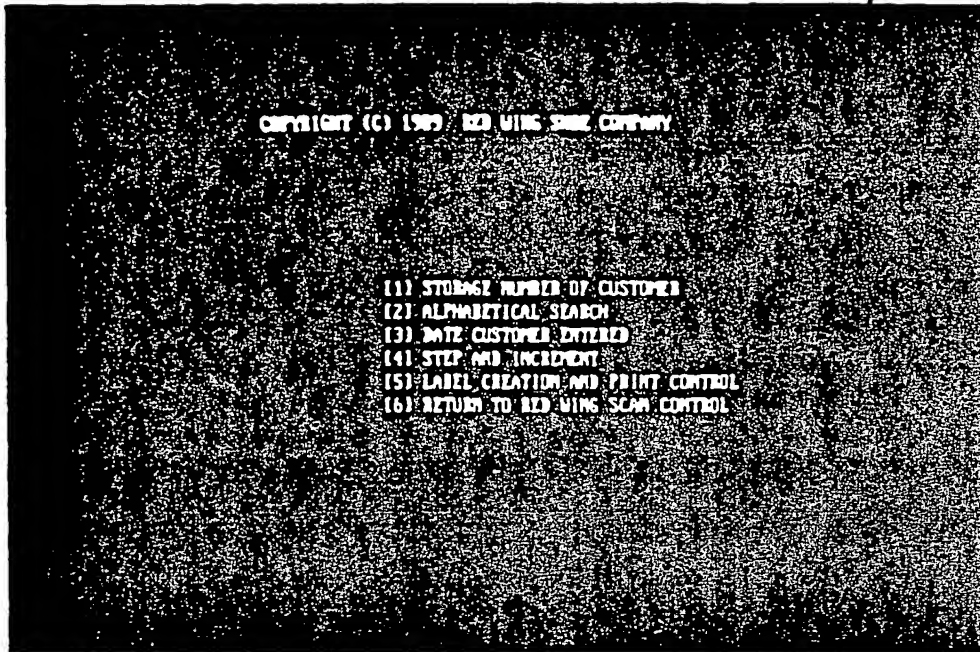 COPYRIGHT (C) 1989 RED WING SHOE COMPANY
[1] STORAGE NUMBER OF CUSTOMER
[2] ALPHABETICAL SEARCH
[3] DATE CUSTOMER ENTERED
[4] STEP AND INCREMENT
[5] LABEL CREATION AND PRINT CONTROL
[6] RETURN TO RED WING SCAN CONTROL